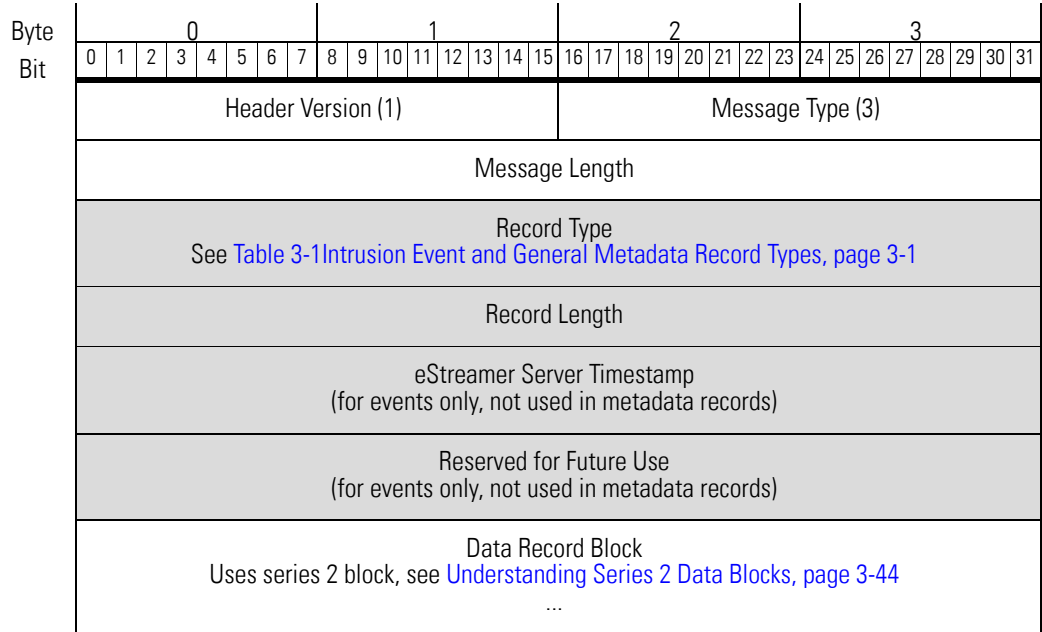 Byte 0 1 2 3
Bit 0 1 2 3 4 5 6 7 8 9 10 11 12 13 14 15 16 17 18 19 20 21 22 23 24 25 26 27 28 29 30 31
Header Version (1) Message Type (3)
Message Length
Record Type
See Table 3-1Intrusion Event and General Metadata Record Types, page 3-1
Record Length
eStreamer Server Timestamp
(for events only, not used in metadata records)
Reserved for Future Use
(for events only, not used in metadata records)
Data Record Block
Uses series 2 block, see Understanding Series 2 Data Blocks, page 3-44
...